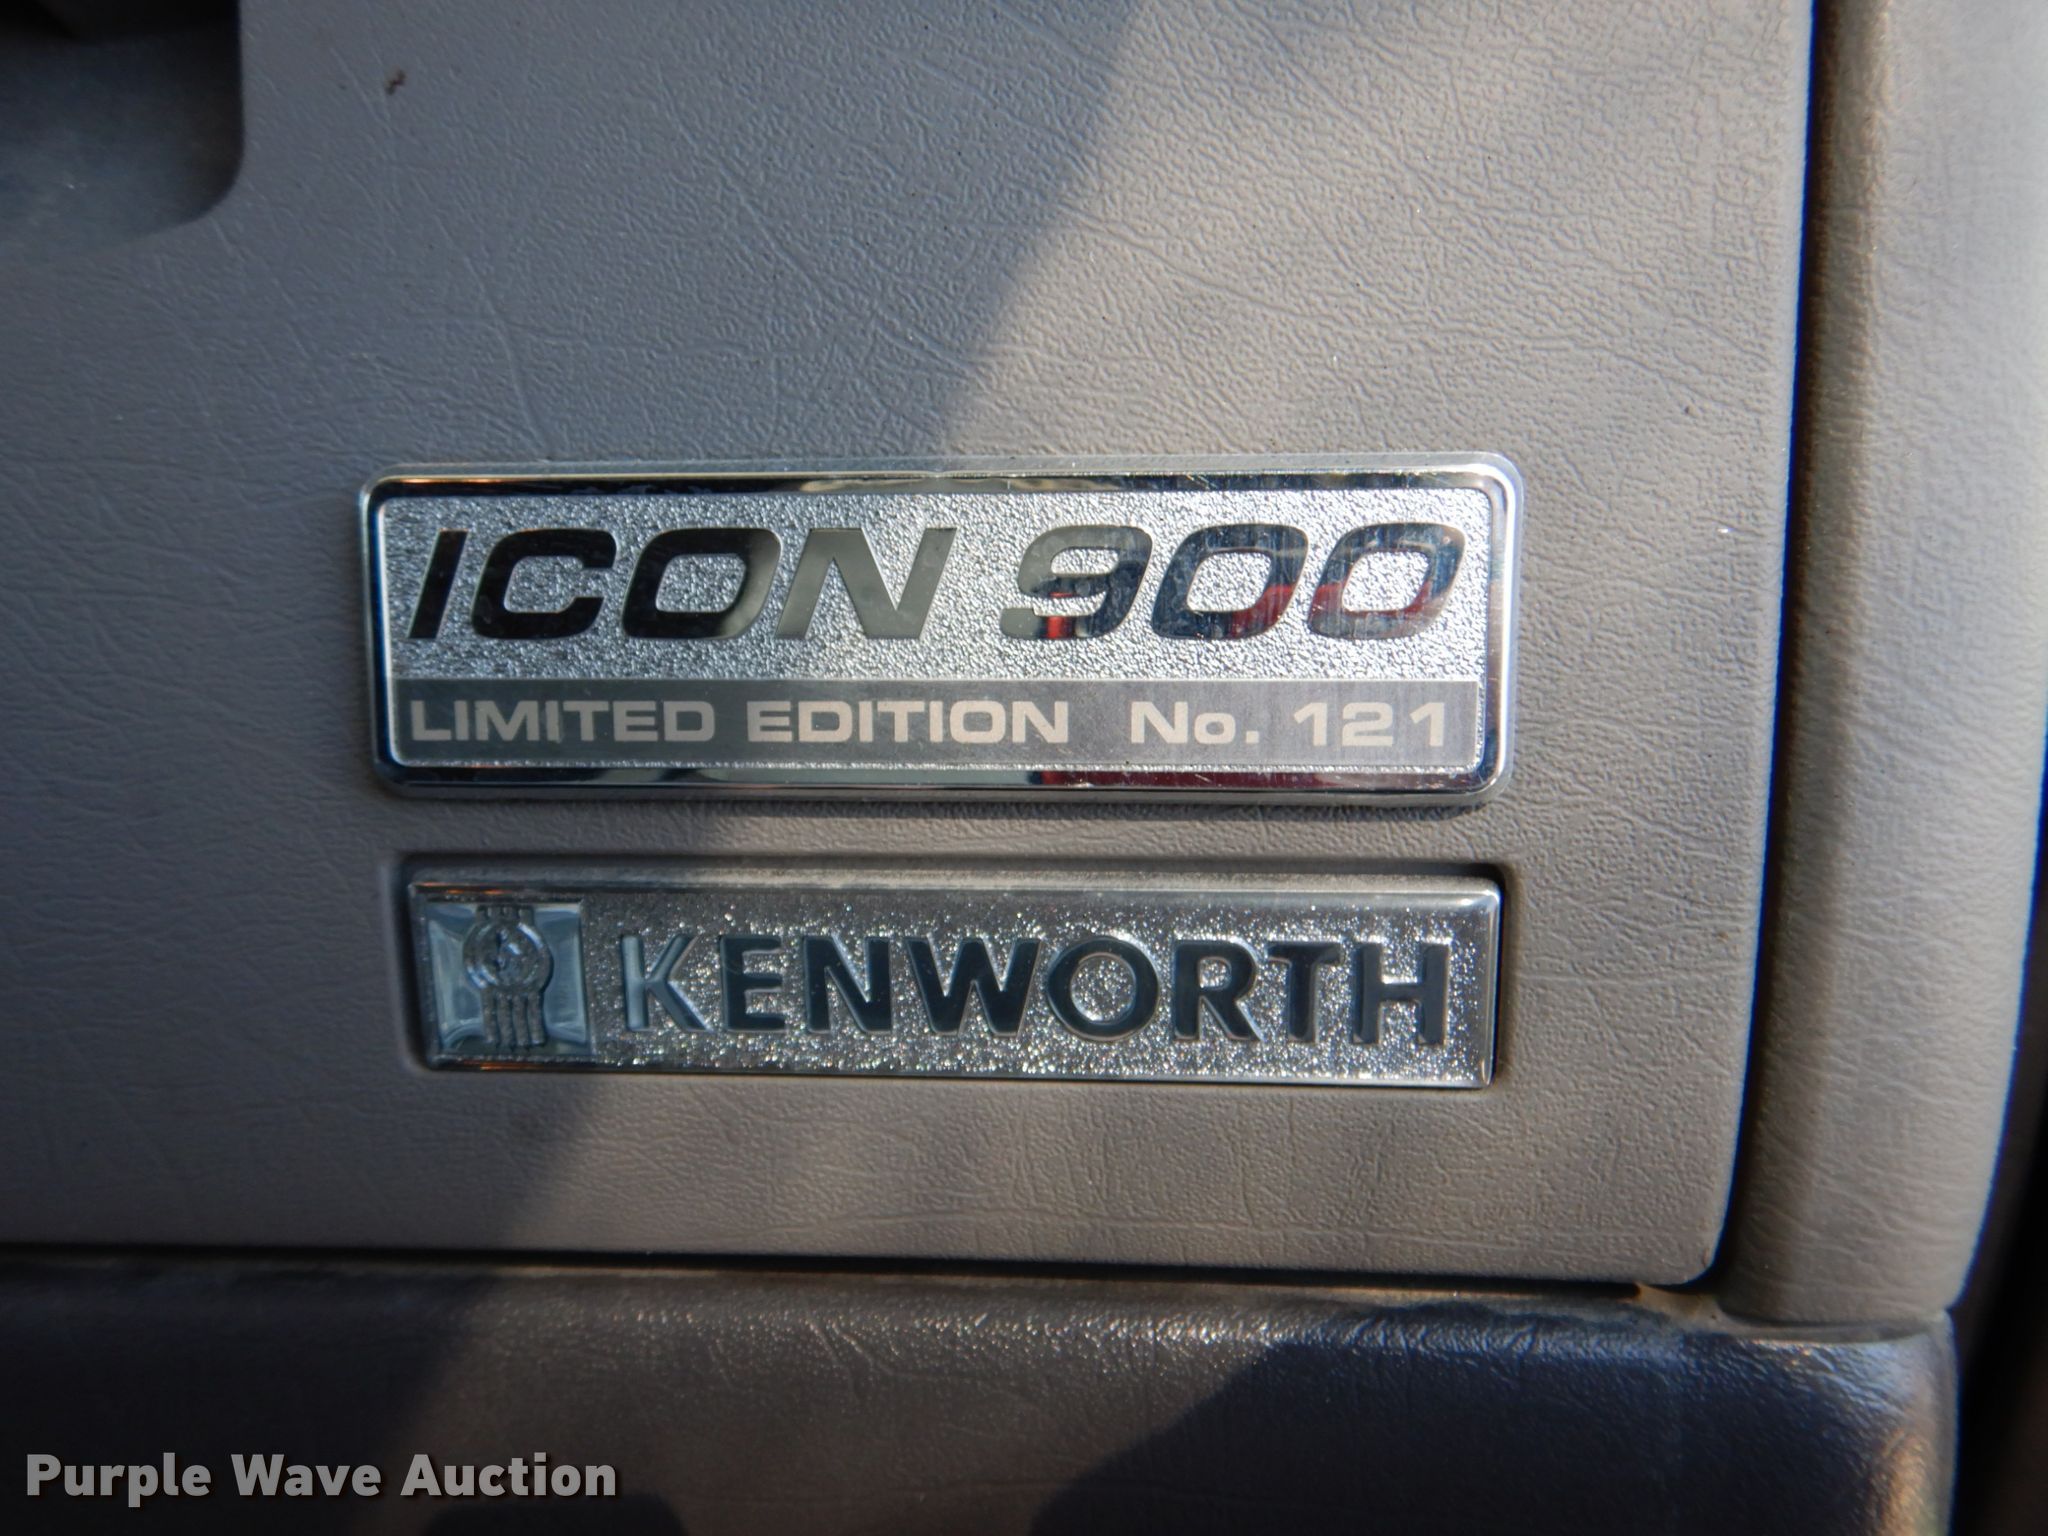 ICON 900
LIMITED EDITION No. 121
KENWORTH
Purple Wave Auction